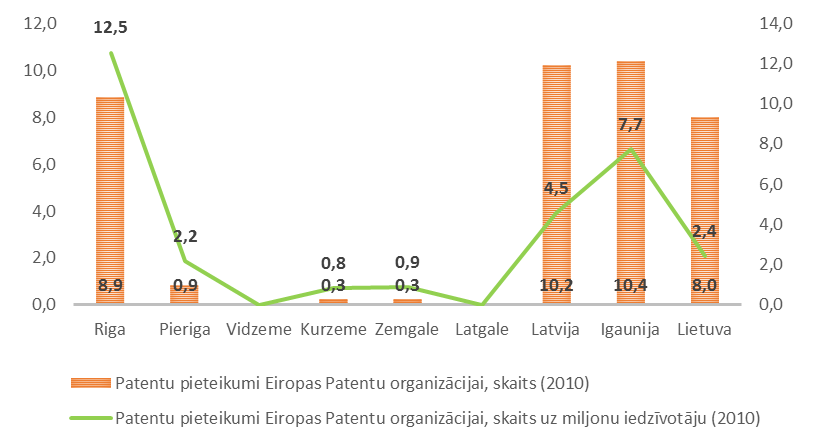 12,0
10,0
8,0
6,0
4,0
2,0
0,0
14,0
12,0
10,0
8,0
6,0
4,0
2,0
0,0
12,5
2,2
0,8
0,9
4,5
7,7
2,4
8,9
0,9
0,3
0,3
10,2
10,4
8,0
Riga
Pieriga
Vidzeme
Kurzeme
Zemgale
Latgale
Latvija
Igaunija
Lietuva
Patentu pieteikumi Eiropas Patentu organizācijai, skaits (2010)
Patentu pieteikumi Eiropas Patentu organizācijai, skaits uz miljonu iedzīvotāju (2010)